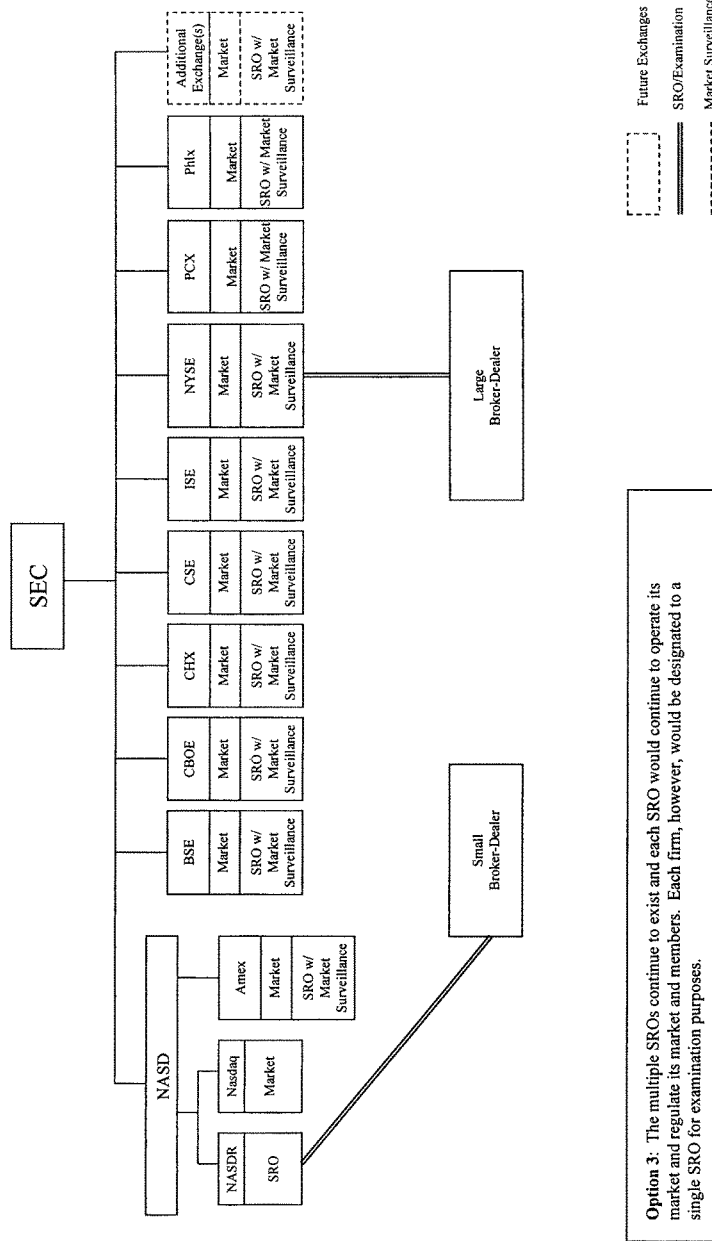 SEC
NASD
NASDR
SRO
Nasdaq
Market
Amex
Market
SRO w/
Market
Surveillance
BSE
Market
SRO w/
Market
Surveillance
CBOE
Market
SRO w/
Market
Surveillance
CHX
Market
SRO w/
Market
Surveillance
CSE
Market
SRO w/
Market
Surveillance
ISE
Market
SRO w/
Market
Surveillance
NYSE
Market
SRO w/
Market
Surveillance
PCX
Market
SRO w/ Market
Surveillance
Phlx
Market
SRO w/ Market
Surveillance
Additional
Exchange(s)
Market
SRO w/
Market
Surveillance
Small
Broker-Dealer
Large
Broker-Dealer
Option 3: The multiple SROs continue to exist and each SRO would continue to operate its
market and regulate its market and members. Each firm, however, would be designated to a
single SRO for examination purposes.
Future Exchanges
SRO/Examination
Market Surveillance